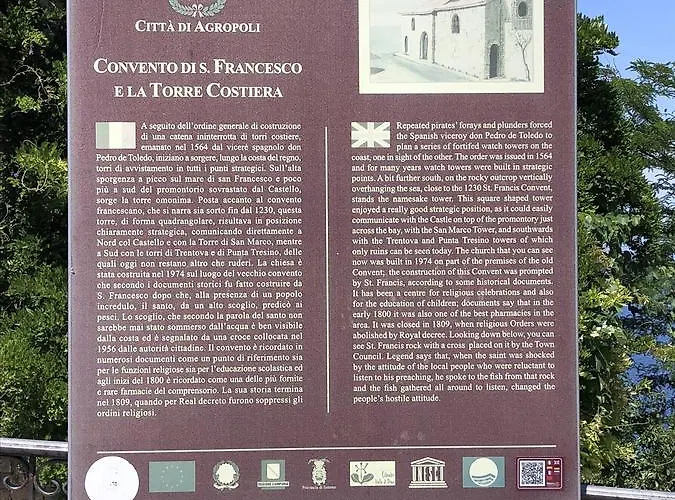 CITTÀ DI AGROPOLI
CONVENTO DI S. FRANCESCO
E LA TORRE COSTIERA
A seguito dell'ordine generale di costruzione
di una catena ininterrotta di torri costiere,
emanato nel 1564 dal viceré spagnolo don
Pedro de Toledo, iniziano a sorgere, lungo la costa del regno,
torri di avvistamento in tutti i punti strategici. Sull'alta
sporgenza a picco sul mare di san Francesco e poco
più a sud del promontorio sovrastato dal Castello,
sorge la torre omonima. Posta accanto al convento
francescano, che si narra sia sorto fin dal 1230, questa
torre, di forma quadrangolare, risultava in posizione
chiaramente strategica, comunicando direttamente a
Nord col Castello e con la Torre di San Marco, mentre
a Sud con le torri di Trentova e di Punta Tresino, delle
quali oggi non restano altro che ruderi. La chiesa è
stata costruita nel 1974 sul luogo del vecchio convento
che secondo i documenti storici fu fatto costruire da
S. Francesco dopo che, alla presenza di un popolo
incredulo, il santo, da un alto scoglio, predicò a
pesci. Lo scoglio, che secondo la parola del santo non
sarebbe mai stato sommerso dall'acqua è ben visibile
dalla costa ed è segnalato da una croce collocata nel
1956 dalle autorità cittadine. Il convento è ricordato in
numerosi documenti come un punto di riferimento sia
per le funzioni religiose sia per l'educazione scolastica ed
agli inizi del 1800 è ricordato come una delle più fornite
e rare farmacie del comprensorio. La sua storia termina
nel 1809, quando per Real decreto furono soppressi gli
ordini religiosi.
Repeated pirates' forays and plunders forced
the Spanish viceroy don Pedro de Toledo to
plan a series of fortifed watch towers on the
coast, one in sight of the other. The order was issued in 1564
and for many years watch towers were built in strategic
points. A bit further south, on the rocky outcrop vertically
overhanging the sea, close to the 1230 St. Francis Convent,
stands the namesake tower. This square shaped tower
enjoyed a really good strategic position, as it could easily
communicate with the Castle on top of the promontory just
across the bay, with the San Marco Tower, and southwards
with the Trentova and Punta Tresino towers of which
only ruins can be seen today. The church that you can see
now was built in 1974 on part of the premises of the old
Convent; the construction of this Convent was prompted
by St. Francis, according to some historical documents.
It has been a centre for religious celebrations and also
for the education of children; documents say that in the
early 1800 it was also one of the best pharmacies in the
area. It was closed in 1809, when religious Orders were
abolished by Royal decree. Looking down below, you can
see St. Francis rock with a cross placed on it by the Town
Council. Legend says that, when the saint was shocked
by the attitude of the local people who were reluctant to
listen to his preaching, he spoke to the fish from that rock
and the fish gathered all around to listen, changed the
people's hostile attitude.